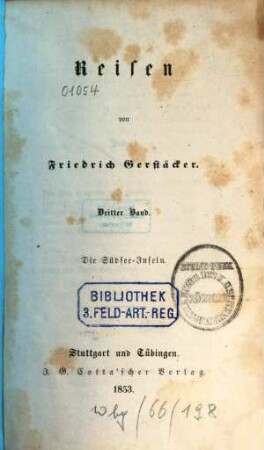 Reisen
01054
von
Friedrich Gerstäcker.
Dritter Band.
Die Südsee-Inseln.
BIBLIOTHEK
3. FELD-ART.-REG.
Stuttgart und Tübingen.
J. G. Cotta'scher Verlag
1853.